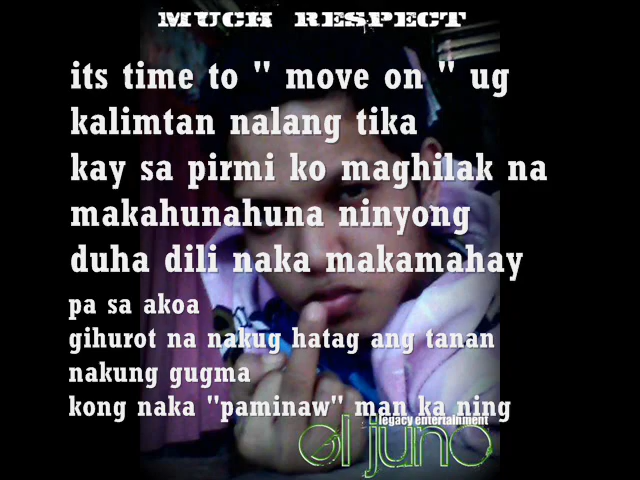 MUCH RESPECT
its time to " move on " ug
kalimtan nalang tika
kay sa pirmi ko maghilak na
makahunahuna ninyong
duha dili naka makamahay
pa sa akoa
gihurot na nakug hatag ang tanan
nakung gugma
kong naka "paminaw" man ka ning
legacy entertainment
el juno